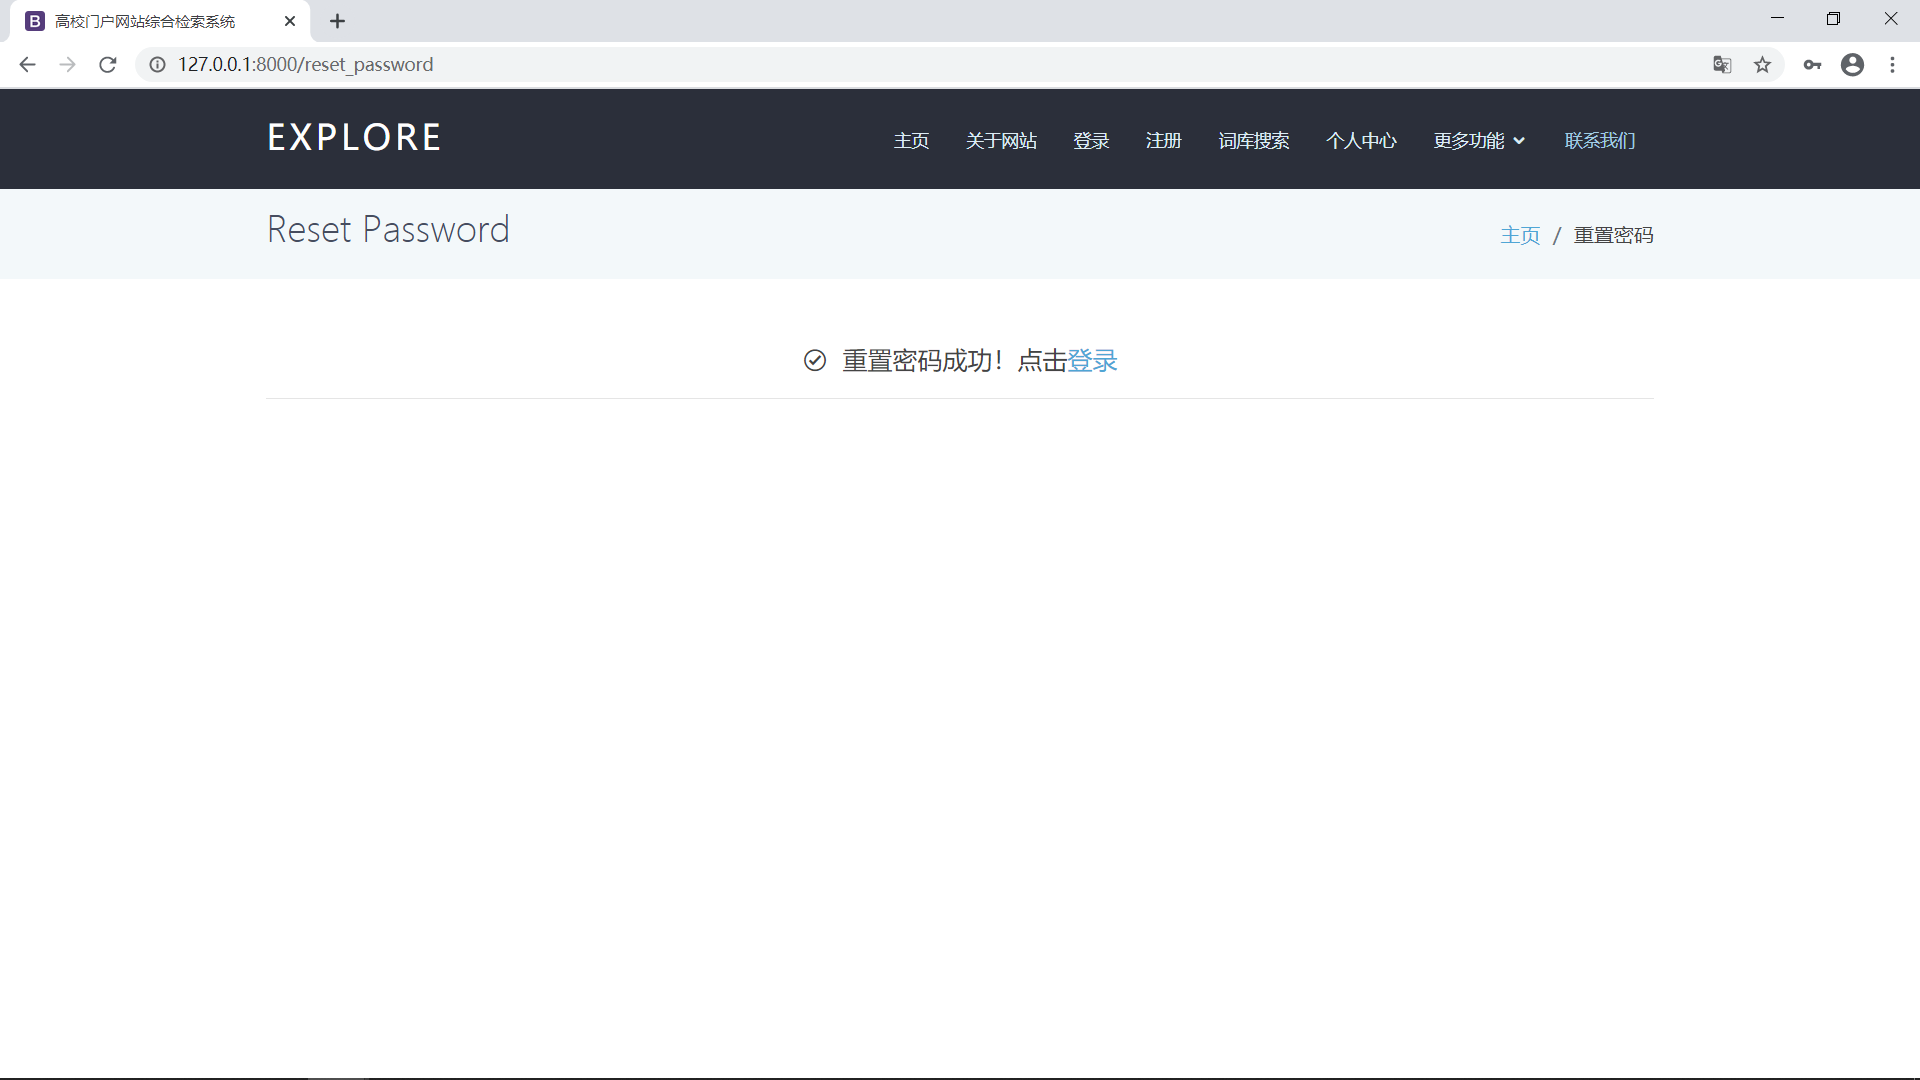 高校门户网站综合检索系统
127.0.0.1:8000/reset_password
EXPLORE
主页 关于网站 登录 注册 词库搜索 个人中心 更多功能 联系我们
Reset Password
主页 / 重置密码
重置密码成功！点击登录